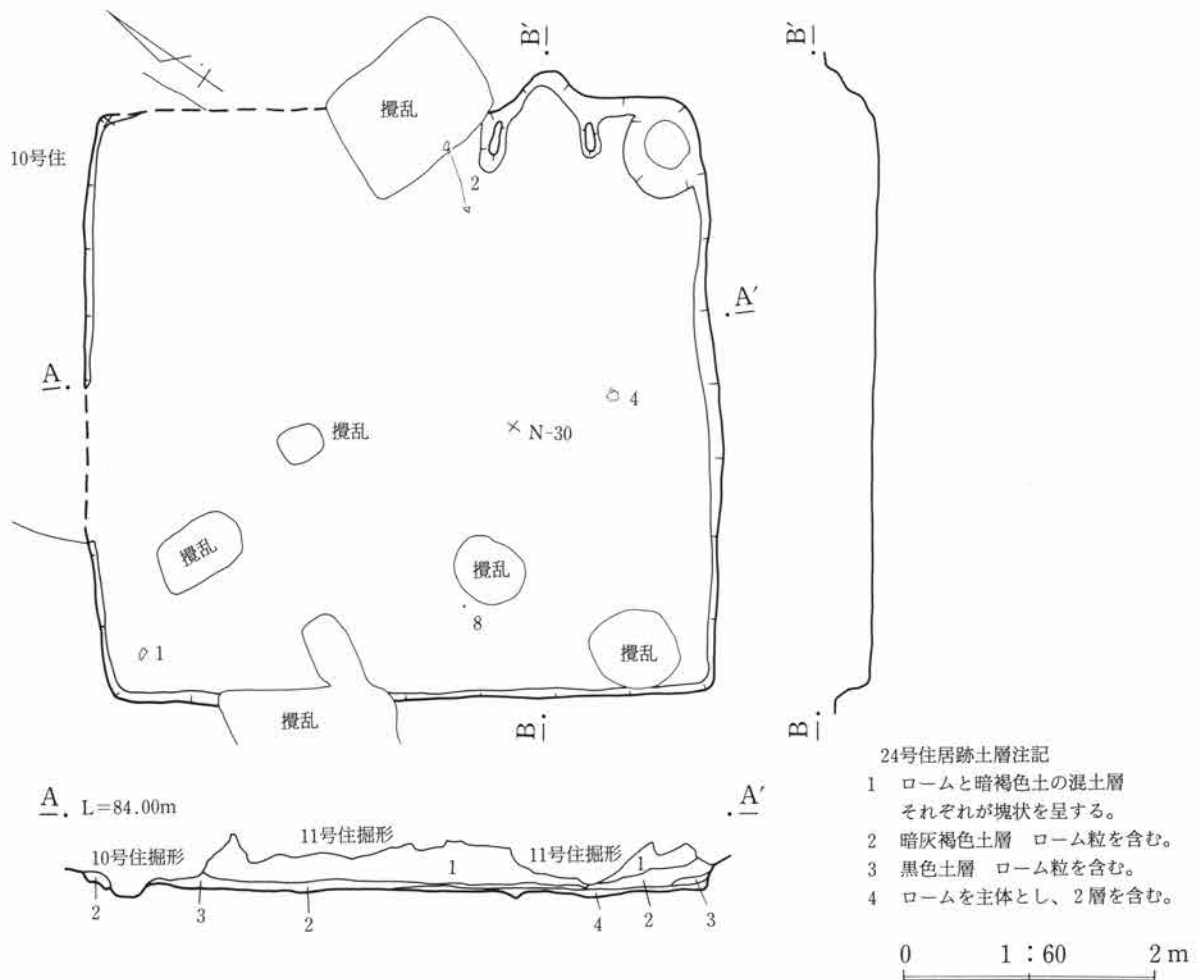 B′
B′
攪乱
10号住
2
A′
A
4
攪乱
N-30
攪乱
攪乱
8
1
攪乱
攪乱
B
B
24号住居跡土層注記
1 ロームと暗褐色土の混土層
それぞれが塊状を呈する。
2 暗灰褐色土層 ローム粒を含む。
3 黒色土層 ローム粒を含む。
4 ロームを主体とし、2層を含む。
A L=84.00m
A′
10号住掘形
11号住掘形
1
11号住掘形
1
2
3
2
4
2
3
0 1:60 2m